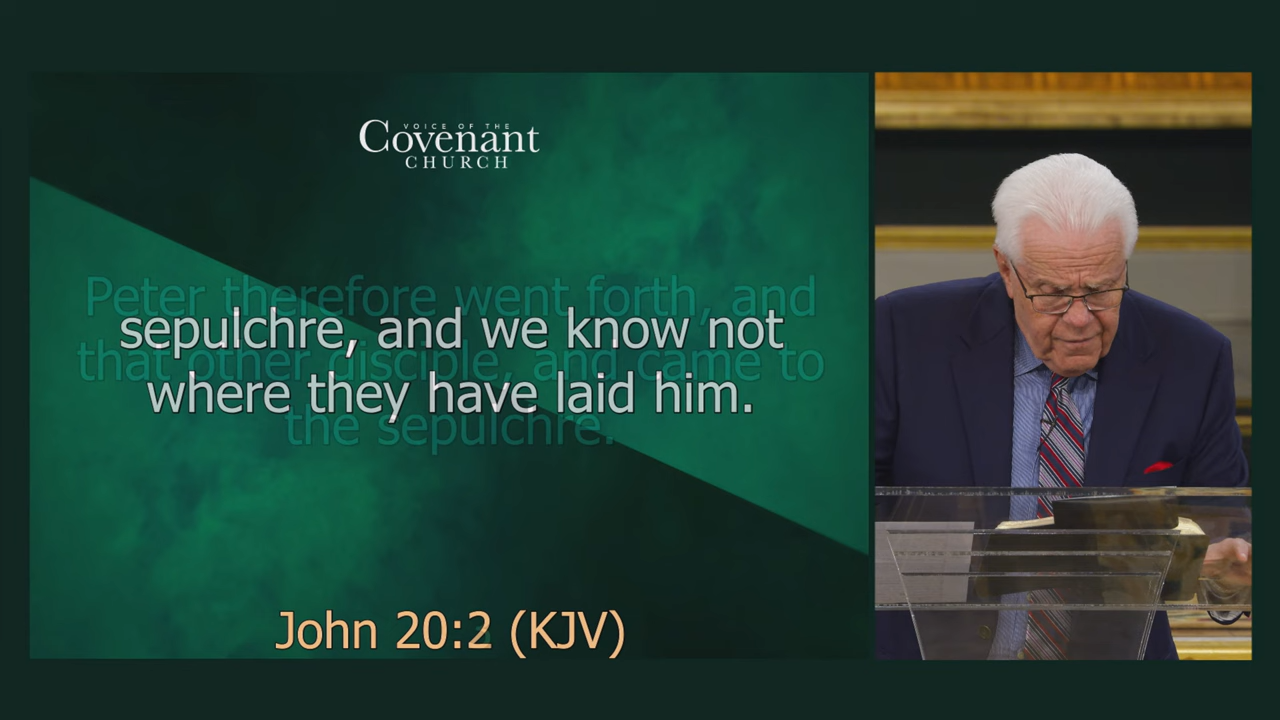 VOICE OF THE
Covenant
CHURCH
Peter therefore went forth, and
sepulchre, and we know not
that other disciple, and came to
where they have laid him.
the sepulchre.
John 20:2 (KJV)